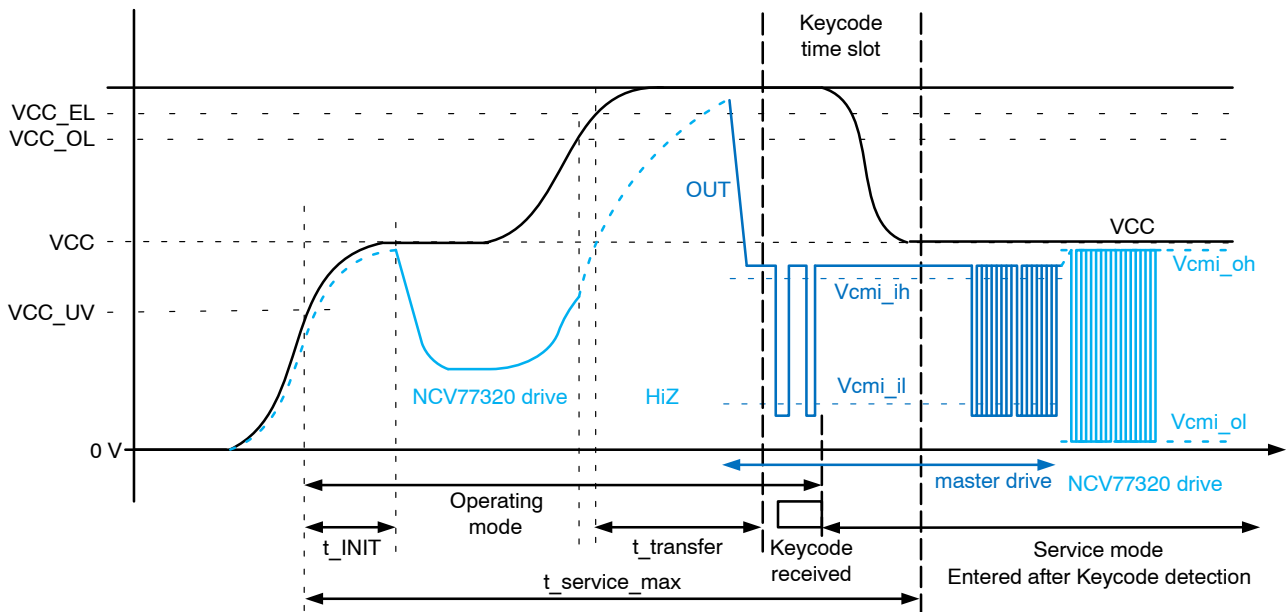 Keycode
time slot
VCC_EL
VCC_OL
OUT
VCC
VCC
Vcmi_oh
Vcmi_ih
VCC_UV
Vcmi_il
NCV77320 drive
HiZ
Vcmi_ol
0 V
master drive
NCV77320 drive
Operating
mode
t_INIT
t_transfer
Keycode
received
Service mode
Entered after Keycode detection
t_service_max